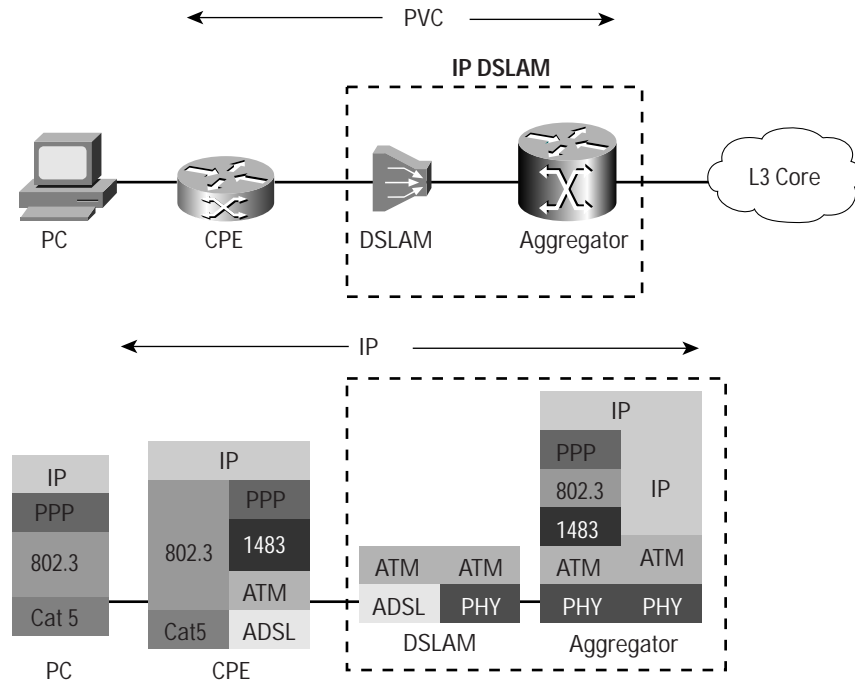 PVC
IP DSLAM
L3 Core
PC
CPE
DSLAM
Aggregator
IP
IP
PPP
802.3
Cat 5
PC
IP
802.3
Cat5
PPP
1483
ATM
ADSL
CPE
ATM
ATM
ADSL
PHY
DSLAM
IP
PPP
802.3
1483
ATM
PHY
IP
ATM
PHY
Aggregator